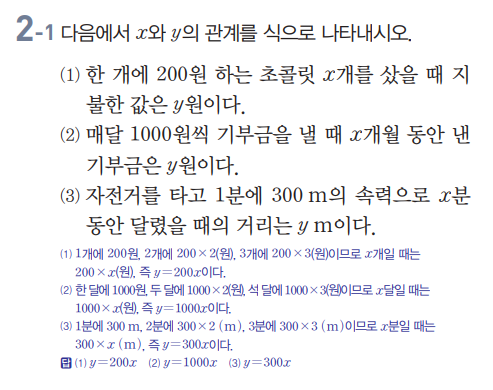 2-1 다음에서 x와 y의 관계를 식으로 나타내시오.
(1) 한 개에 200원 하는 초콜릿 x개를 샀을 때 지
불한 값은 y원이다.
(2) 매달 1000원씩 기부금을 낼 때 x개월 동안 낸
기부금은 y원이다.
(3) 자전거를 타고 1분에 300 m의 속력으로 x분
동안 달렸을 때의 거리는 y m이다.
(1) 1개에 200원, 2개에 200×2(원), 3개에 200×3(원)이므로 x개일 때는
200×x(원), 즉 y=200x이다.
(2) 한 달에 1000원, 두 달에 1000×2(원), 석 달에 1000×3(원)이므로 x달일 때는
1000×x(원), 즉 y=1000x이다.
(3) 1분에 300 m, 2분에 300×2 (m), 3분에 300×3 (m)이므로 x분일 때는
300×x (m), 즉 y=300x이다.
답 (1) y=200x (2) y=1000x (3) y=300x